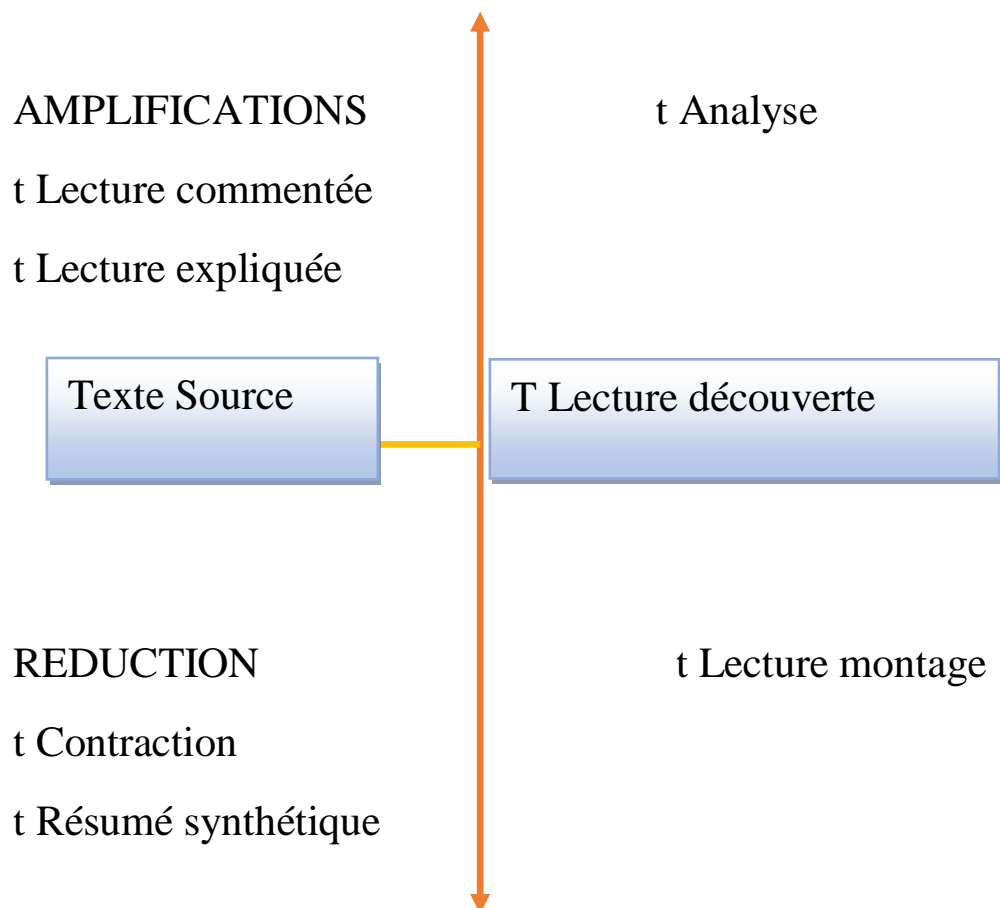 AMPLIFICATIONS t Analyse
t Lecture commentée
t Lecture expliquée
Texte Source T Lecture découverte
REDUCTION t Lecture montage
t Contraction
t Résumé synthétique